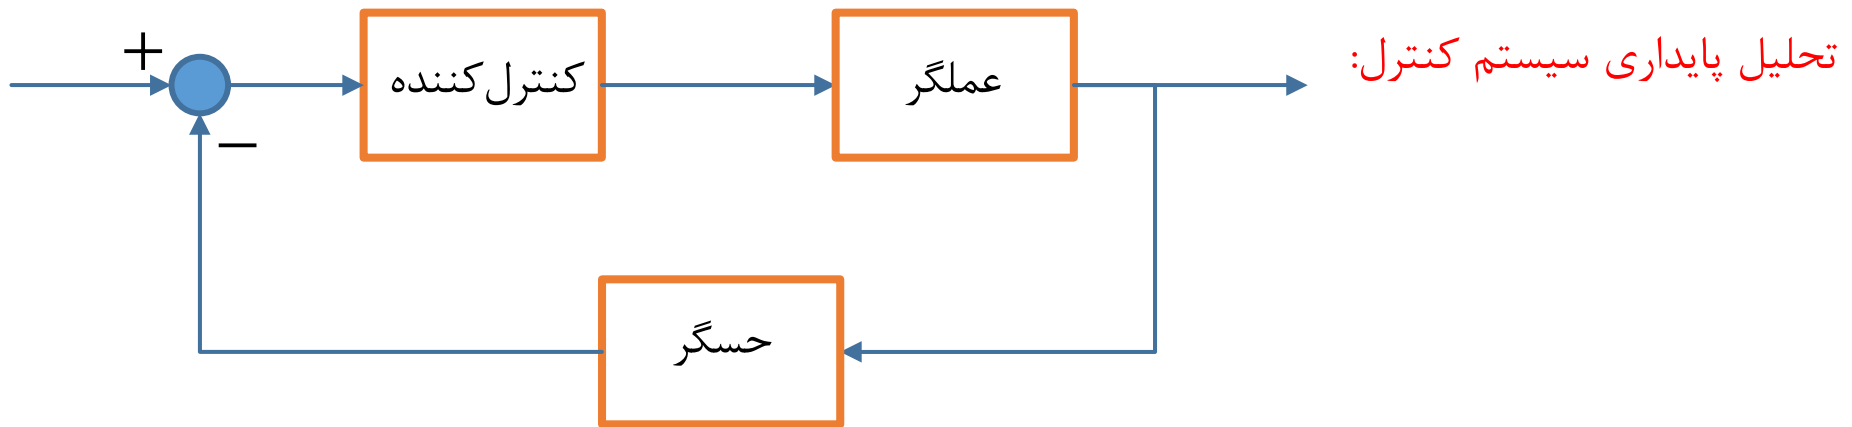 تحلیل پایداری سیستم کنترل:
+
کنترل‌کننده
عملگر
−
حسگر